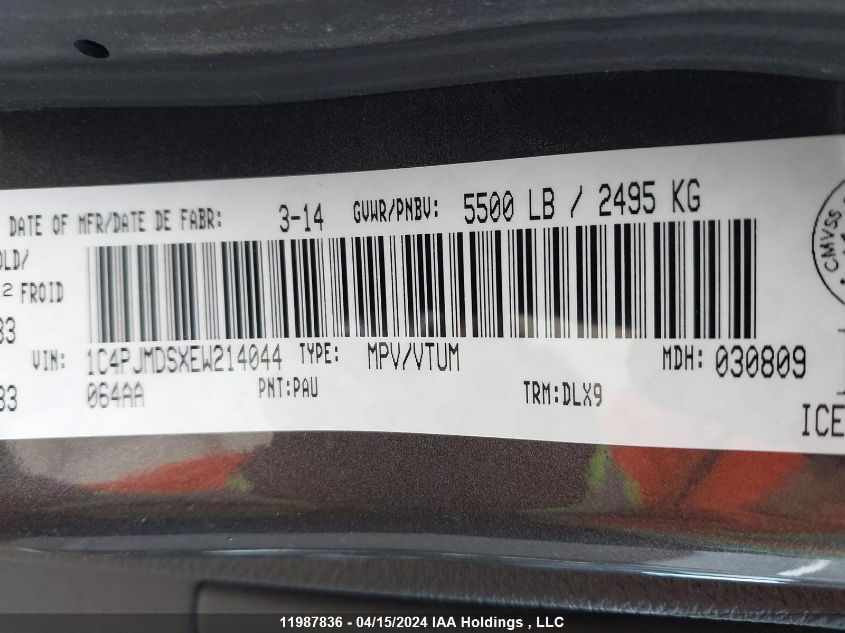 DATE OF MFR/DATE DE FABR: 3-14 GVWR/PNBV: 5500 LB / 2495 KG
OLD/
2 FROID
83
VIN: 1C4PJMDSXEW214044 TYPE: MPV/VTUM MDH: 030809
83 064AA PNT:PAU TRM:DLX9
ICE
CMVSS
11987836 - 04/15/2024 IAA Holdings , LLC